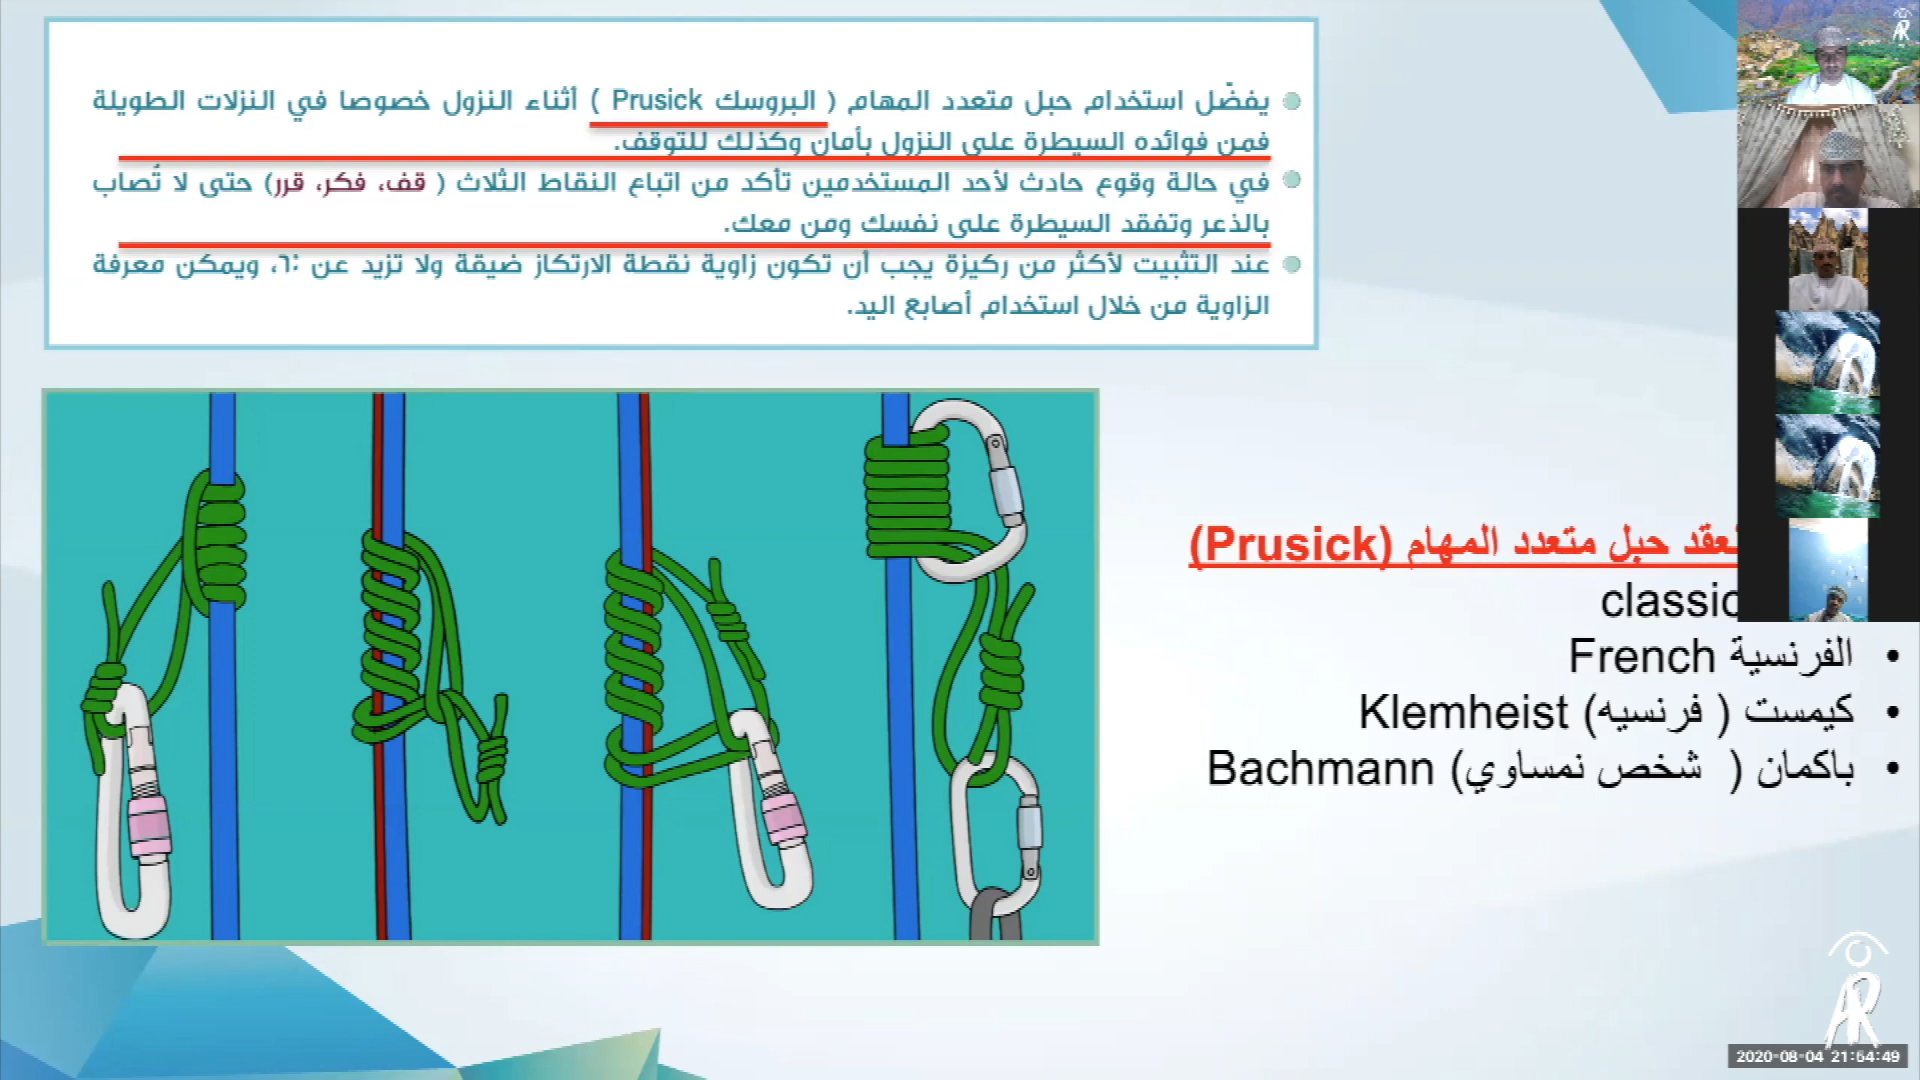 يفضّل استخدام حبل متعدد المهام ( البروسك Prusick ) أثناء النزول خصوصا في النزلات الطويلة
فمن فوائده السيطرة على النزول بأمان وكذلك للتوقف.
في حالة وقوع حادث لأحد المستخدمين تأكد من اتباع النقاط الثلاث ( قف، فكر، قرر) حتى لا تُصاب
بالذعر وتفقد السيطرة على نفسك ومن معك.
عند التثبيت لأكثر من ركيزة يجب أن تكون زاوية نقطة الارتكاز ضيقة ولا تزيد عن ٦٠، ويمكن معرفة
الزاوية من خلال استخدام أصابع اليد.
حبل متعدد المهام (Prusick)
classic
الفرنسية French
كيمست ( فرنسيه) Klemheist
باكمان ( شخص نمساوي) Bachmann
2020-08-04 21:54:49